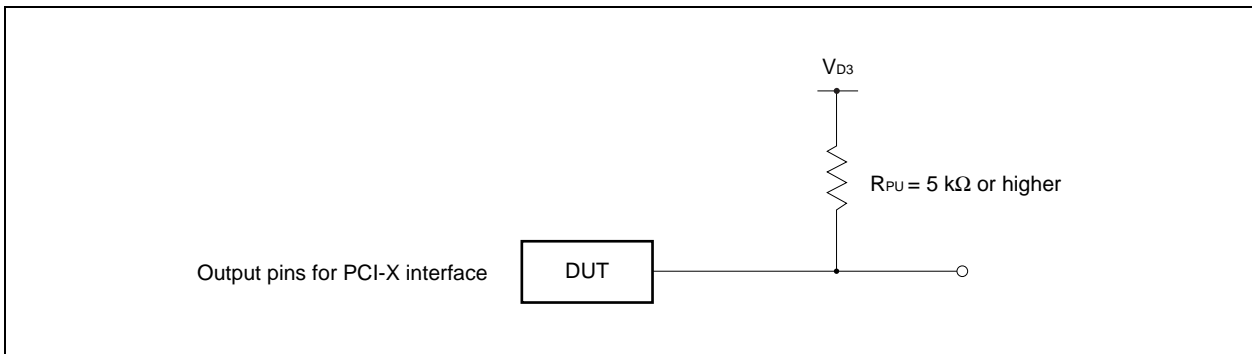 VD3
RPU = 5 kΩ or higher
Output pins for PCI-X interface
DUT